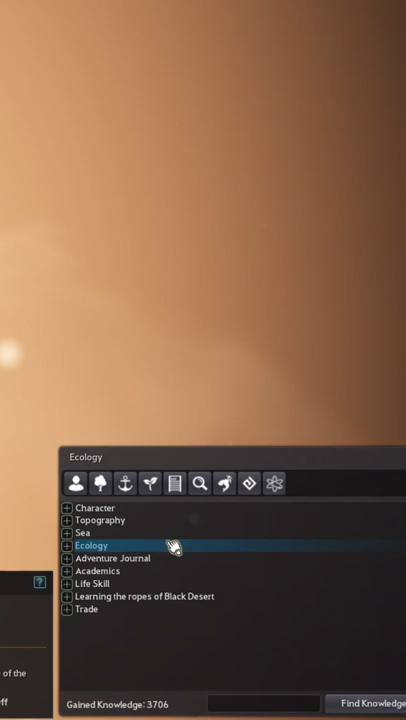 Ecology
Character
Topography
Sea
Ecology
Adventure Journal
Academics
Life Skill
Learning the ropes of Black Desert
Trade
?
of the
Gained Knowledge: 3706
Find Knowledge